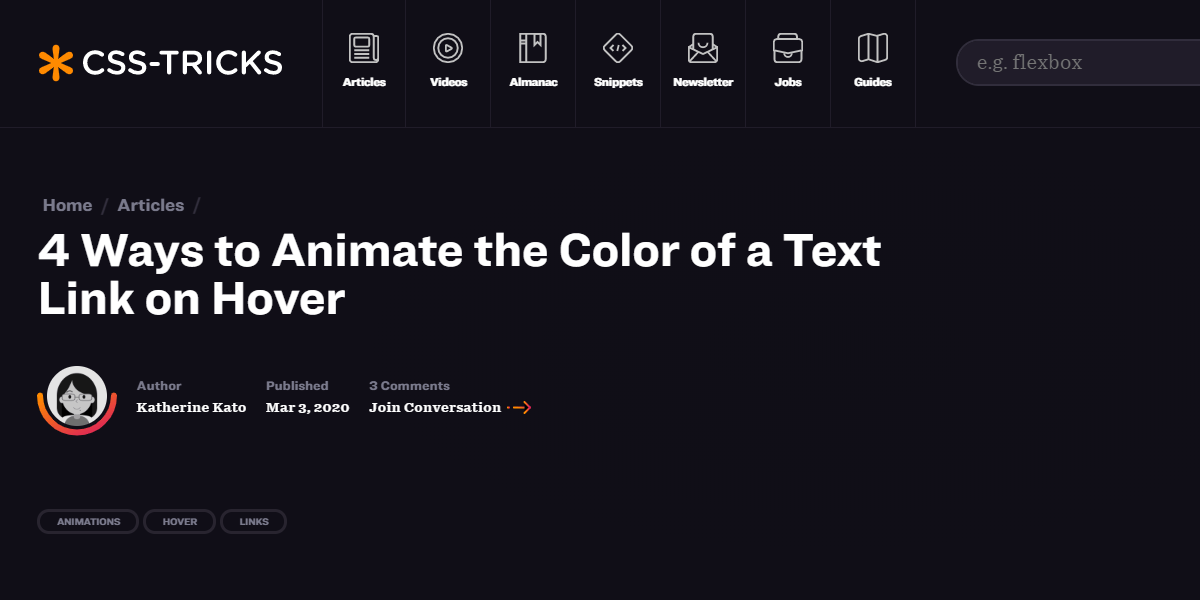 CSS-TRICKS
Articles
Videos
Almanac
Snippets
Newsletter
Jobs
Guides
e.g. flexbox
Home / Articles /
4 Ways to Animate the Color of a Text
Link on Hover
Author
Katherine Kato
Published
Mar 3, 2020
3 Comments
Join Conversation
ANIMATIONS
HOVER
LINKS